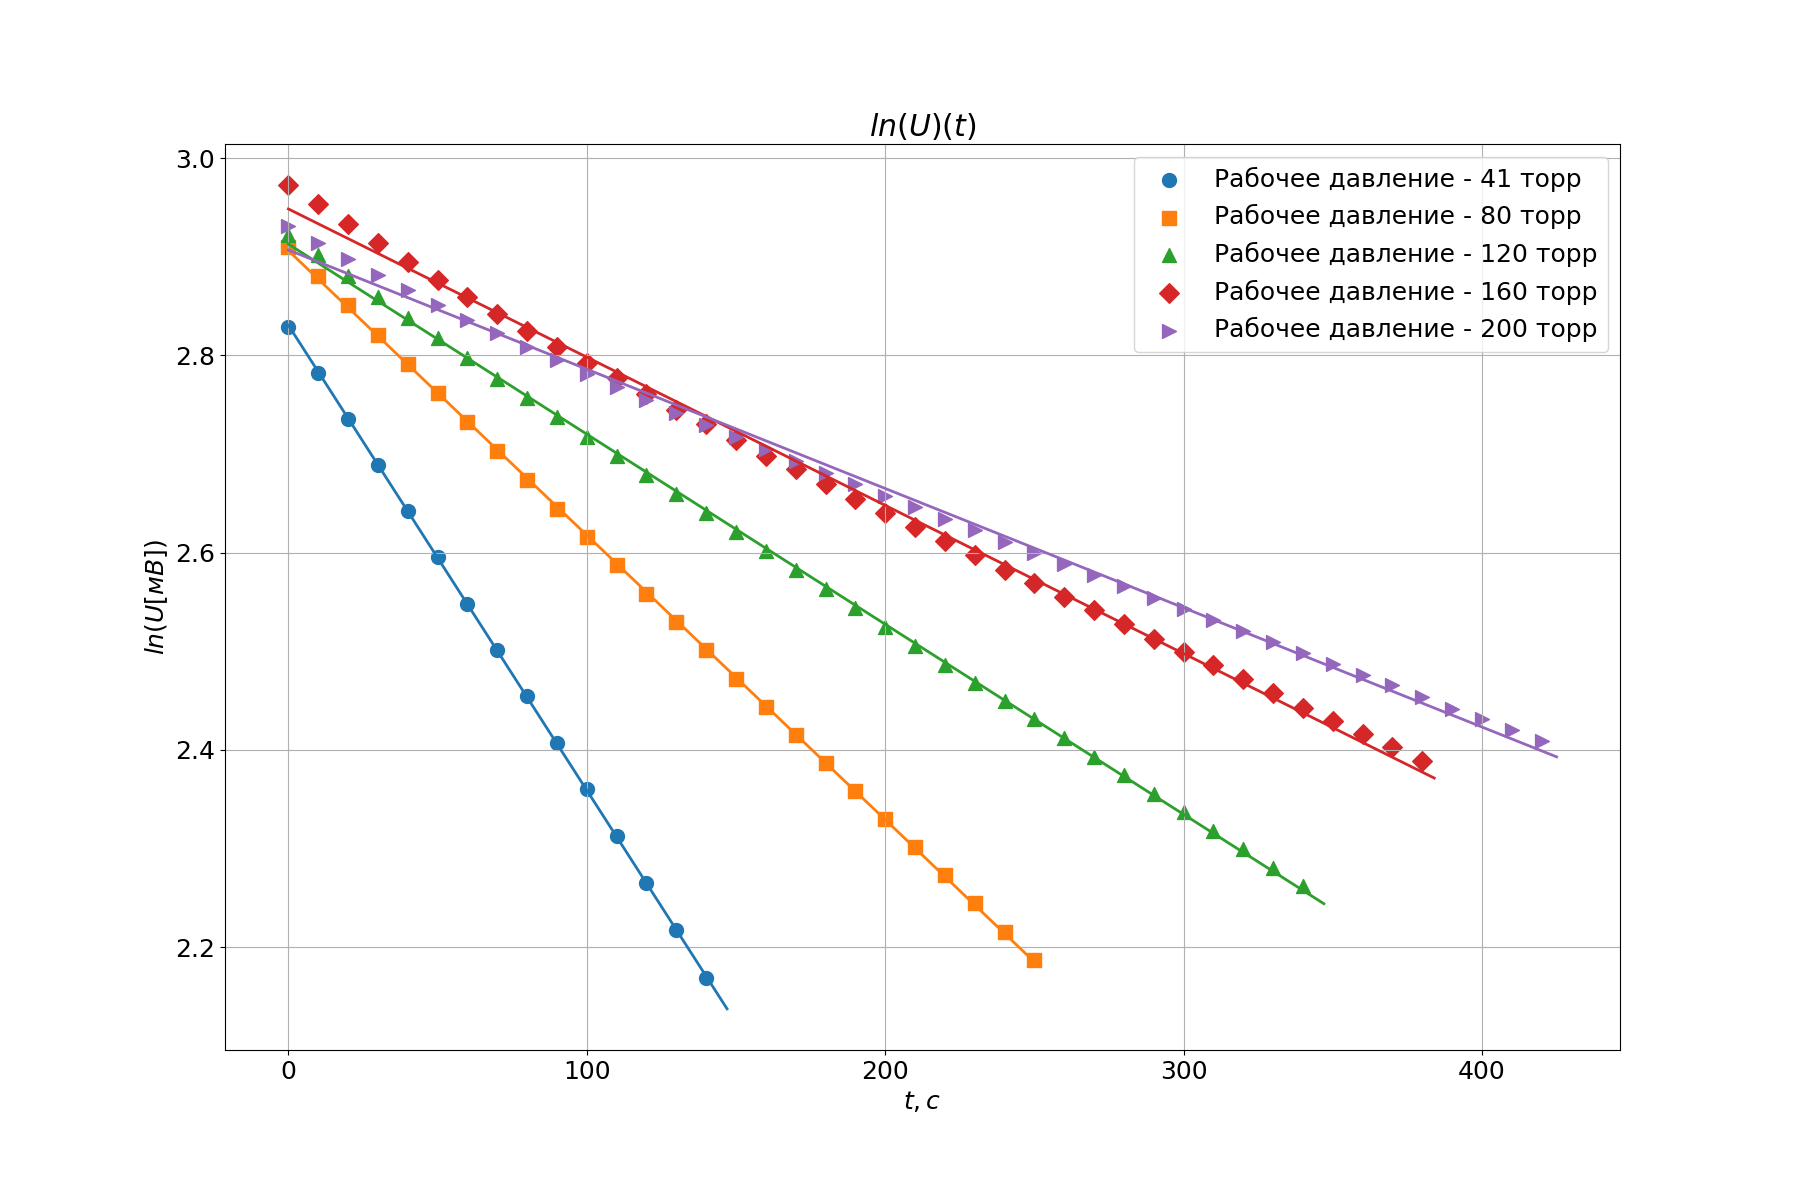 ln(U)(t)
3.0
2.8
2.6
2.4
2.2
ln(U[мВ])
Рабочее давление - 41 торр
Рабочее давление - 80 торр
Рабочее давление - 120 торр
Рабочее давление - 160 торр
Рабочее давление - 200 торр
0 100 200 300 400
t, c